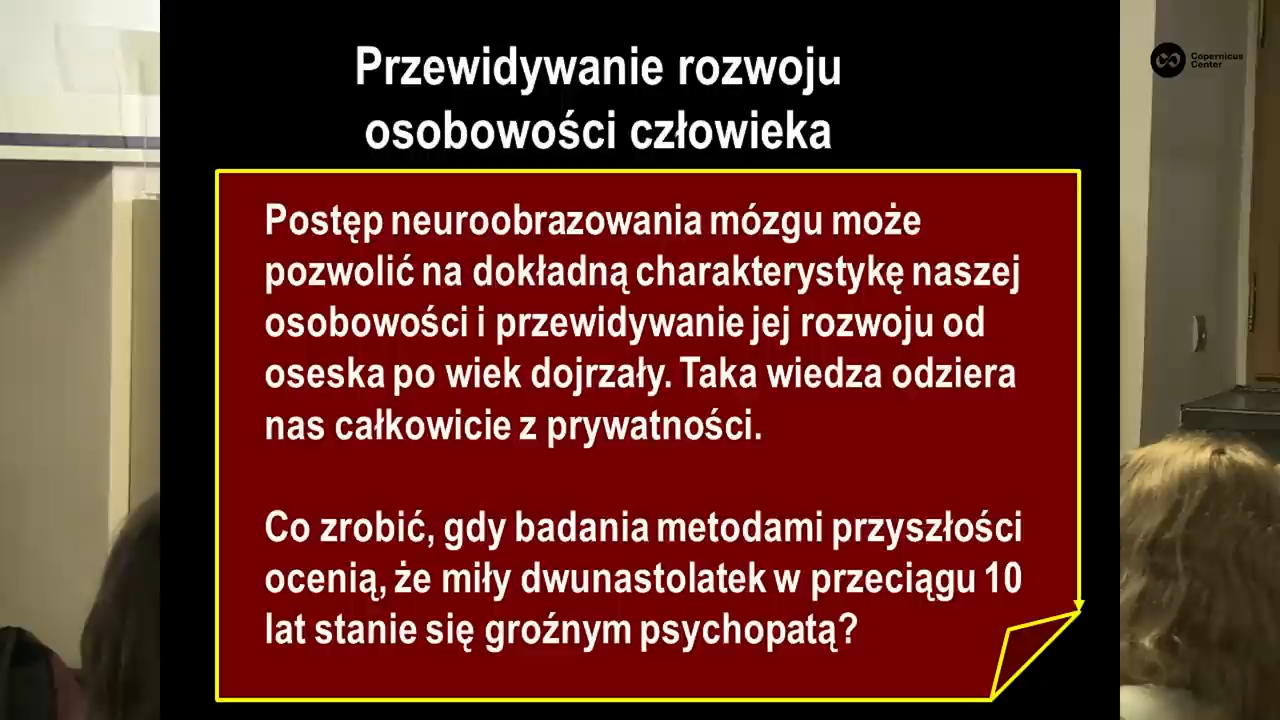 Przewidywanie rozwoju
osobowości człowieka
Postęp neuroobrazowania mózgu może
pozwolić na dokładną charakterystykę naszej
osobowości i przewidywanie jej rozwoju od
oseska po wiek dojrzały. Taka wiedza odziera
nas całkowicie z prywatności.
Co zrobić, gdy badania metodami przyszłości
ocenią, że miły dwunastolatek w przeciągu 10
lat stanie się groźnym psychopatą?
Copernicus
Center